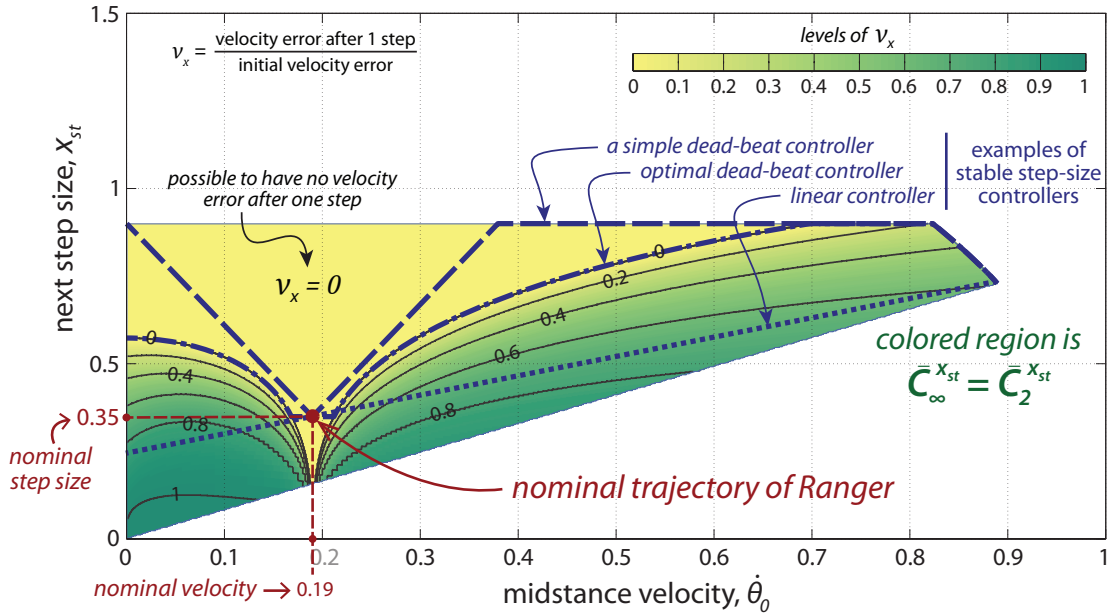 1.5
1
0.5
0
next step size, x_st
ν_x = velocity error after 1 step
initial velocity error
levels of ν_x
0 0.1 0.2 0.3 0.4 0.5 0.6 0.7 0.8 0.9 1
a simple dead-beat controller
optimal dead-beat controller
linear controller
examples of
stable step-size
controllers
possible to have no velocity
error after one step
ν_x = 0
0
0.4
0.8
1
0
0.2
0.4
0.6
0.8
colored region is
C̄_∞^{x_st} = C̄_2^{x_st}
0.35
nominal
step size
nominal trajectory of Ranger
0 0.1 0.2 0.3 0.4 0.5 0.6 0.7 0.8 0.9 1
nominal velocity → 0.19
midstance velocity, θ̇_0